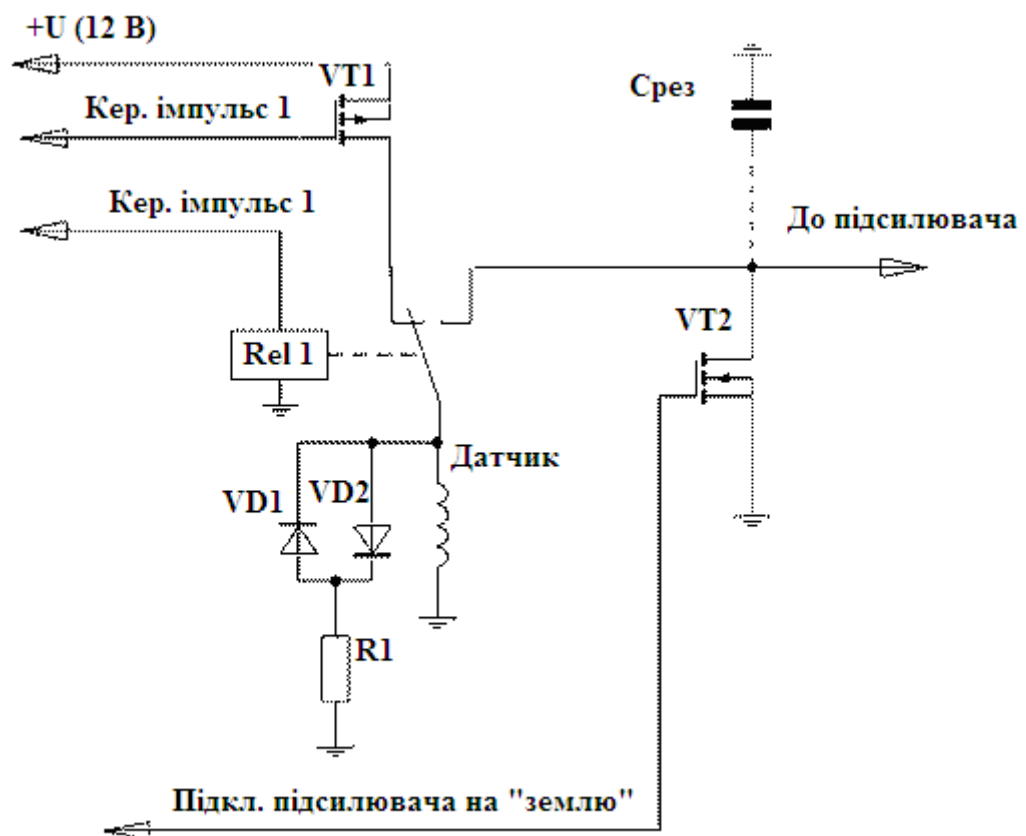 +U (12 В)
VT1
Срез
Кер. імпульс 1
Кер. імпульс 1
До підсилювача
VT2
Rel 1
Датчик
VD1
VD2
R1
Підкл. підсилювача на "землю"